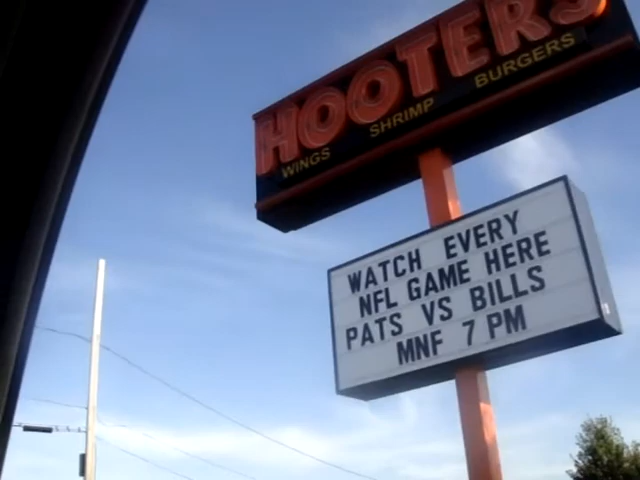 HOOTERS
WINGS SHRIMP BURGERS
WATCH EVERY
NFL GAME HERE
PATS VS BILLS
MNF 7 PM